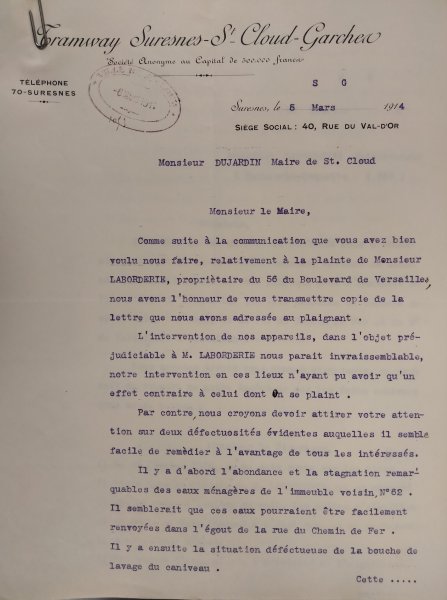 Tramway Suresnes-St Cloud-Garches
Société Anonyme au Capital de 500.000 francs
TÉLÉPHONE
70-SURESNES
S G
Suresnes, le 5 Mars 1914
SIÈGE SOCIAL: 40, RUE DU VAL-D'OR
Monsieur DUJARDIN Maire de St. Cloud
Monsieur le Maire,
Comme suite à la communication que vous avez bien
voulu nous faire, relativement à la plainte de Monsieur
LABORDERIE, propriètaire du 56 du Boulevard de Versailles,
nous avons l'honneur de vous transmettre copie de la
lettre que nous avons adressée au plaignant .
L'intervention de nos appareils, dans l'objet pré-
judiciable à M. LABORDERIE nous parait invraissemblable,
notre intervention en ces lieux n'ayant pu avoir qu'un
effet contraire à celui dont On se plaint .
Par contre, nous croyons devoir attirer votre atten-
tion sur deux défectuosités évidentes auquelles il semble
facile de remèdier à l'avantage de tous les intéressés.
Il y a d'abord l'abondance et la stagnation remar-
quables des eaux ménagères de l'immeuble voisin, N°62 .
Il semblerait que ces eaux pourraient être facilement
renvoyées dans l'égout de la rue du Chemin de Fer .
Il y a ensuite la situation défectueuse de la bouche de
lavage du caniveau .
Cette .....